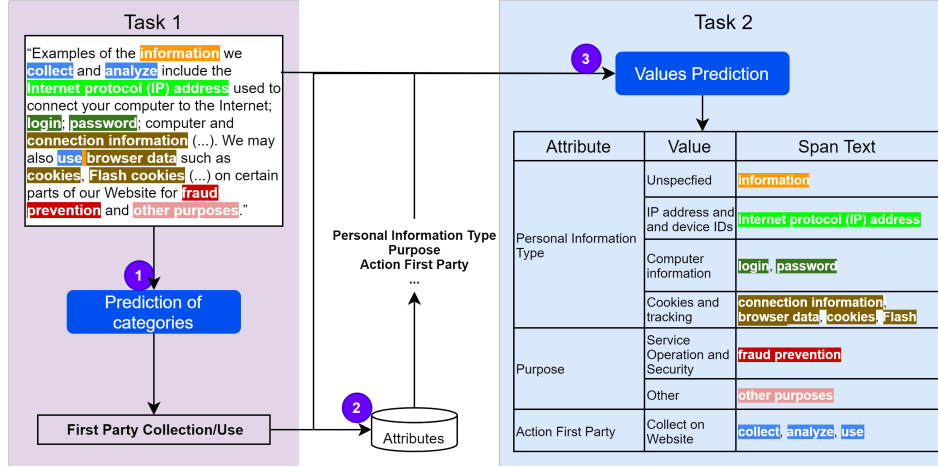 Task 1
“Examples of the information we
collect and analyze include the
Internet protocol (IP) address used to
connect your computer to the Internet;
login; password; computer and
connection information (...). We may
also use browser data such as
cookies, Flash cookies (...) on certain
parts of our Website for fraud
prevention and other purposes.”
1
Prediction of
categories
First Party Collection/Use
2
Attributes
Personal Information Type
Purpose
Action First Party
...
Task 2
3
Values Prediction
Attribute Value Span Text
Personal Information
Type
Unspecfied information
IP address and
and device IDs
Internet protocol (IP) address
Computer
information
login, password
Cookies and
tracking
connection information,
browser data, cookies, Flash
Purpose
Service
Operation and
Security
fraud prevention
Other other purposes
Action First Party
Collect on
Website
collect, analyze, use